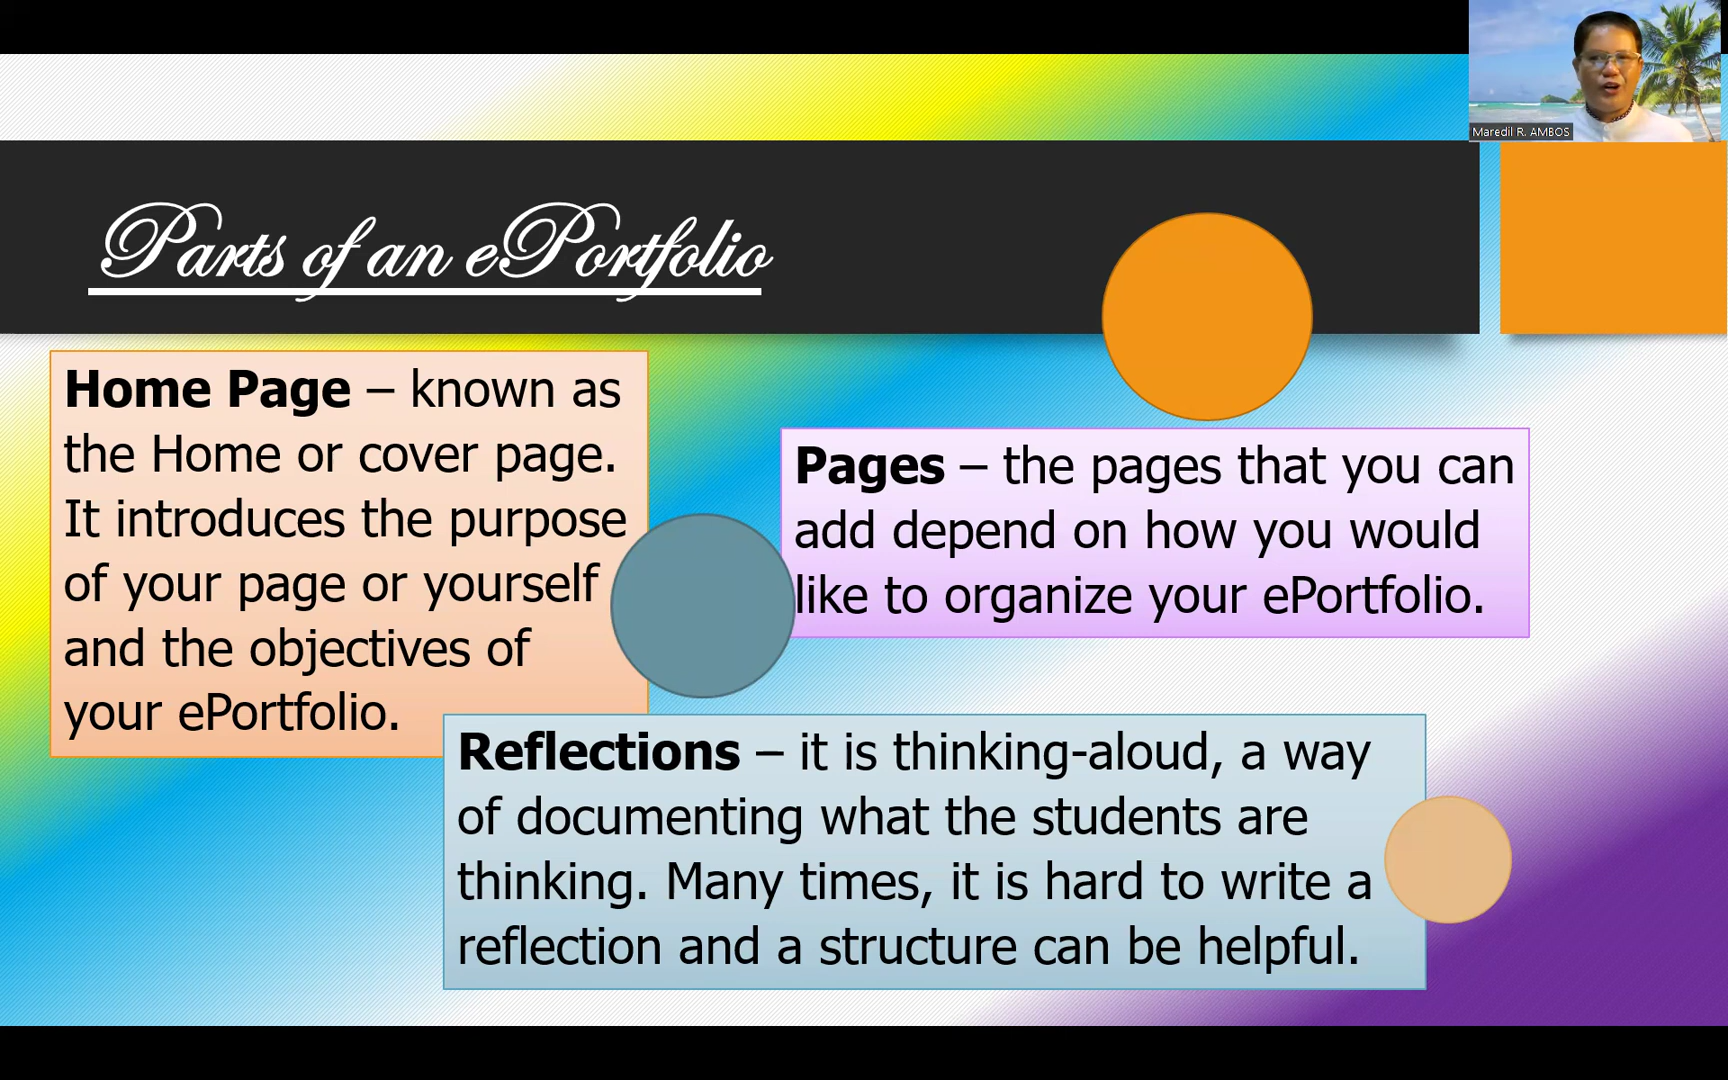 Maredil R. AMBOS
Parts of an ePortfolio
Home Page – known as
the Home or cover page.
It introduces the purpose
of your page or yourself
and the objectives of
your ePortfolio.
Pages – the pages that you can
add depend on how you would
like to organize your ePortfolio.
Reflections – it is thinking-aloud, a way
of documenting what the students are
thinking. Many times, it is hard to write a
reflection and a structure can be helpful.